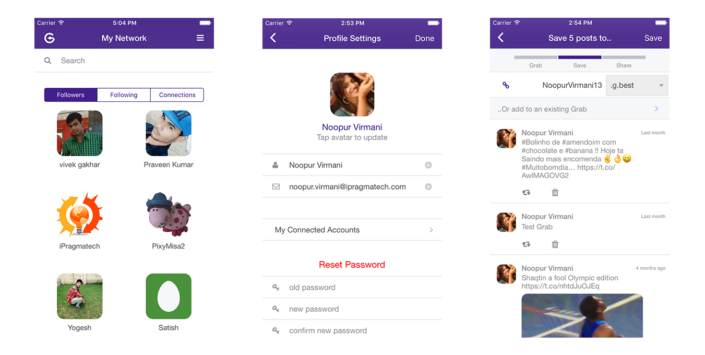 Carrier 5:04 PM
G My Network
Search
Followers Following Connections
vivek gakhar Praveen Kumar
iPragmatech PixyMisa2
Yogesh Satish
Carrier 2:53 PM
Profile Settings Done
Noopur Virmani
Tap avatar to update
Noopur Virmani
noopur.virmani@ipragmatech.com
My Connected Accounts
Reset Password
old password
new password
confirm new password
Carrier 2:54 PM
Save 5 posts to.. Save
Grab Save Share
NoopurVirmani13 .g.best
..Or add to an existing Grab
Noopur Virmani Last month
#Bolinho de #amendoim com
#chocolate e #banana !! Hoje ta
Saindo mais encomenda ✌️👌😀
#Muitobomdia… https://t.co/
AwIMAGOVG2
Noopur Virmani Last month
Test Grab
Noopur Virmani 4 months ago
Shaqtin a fool Olympic edition
https://t.co/nhtdJuOJEq